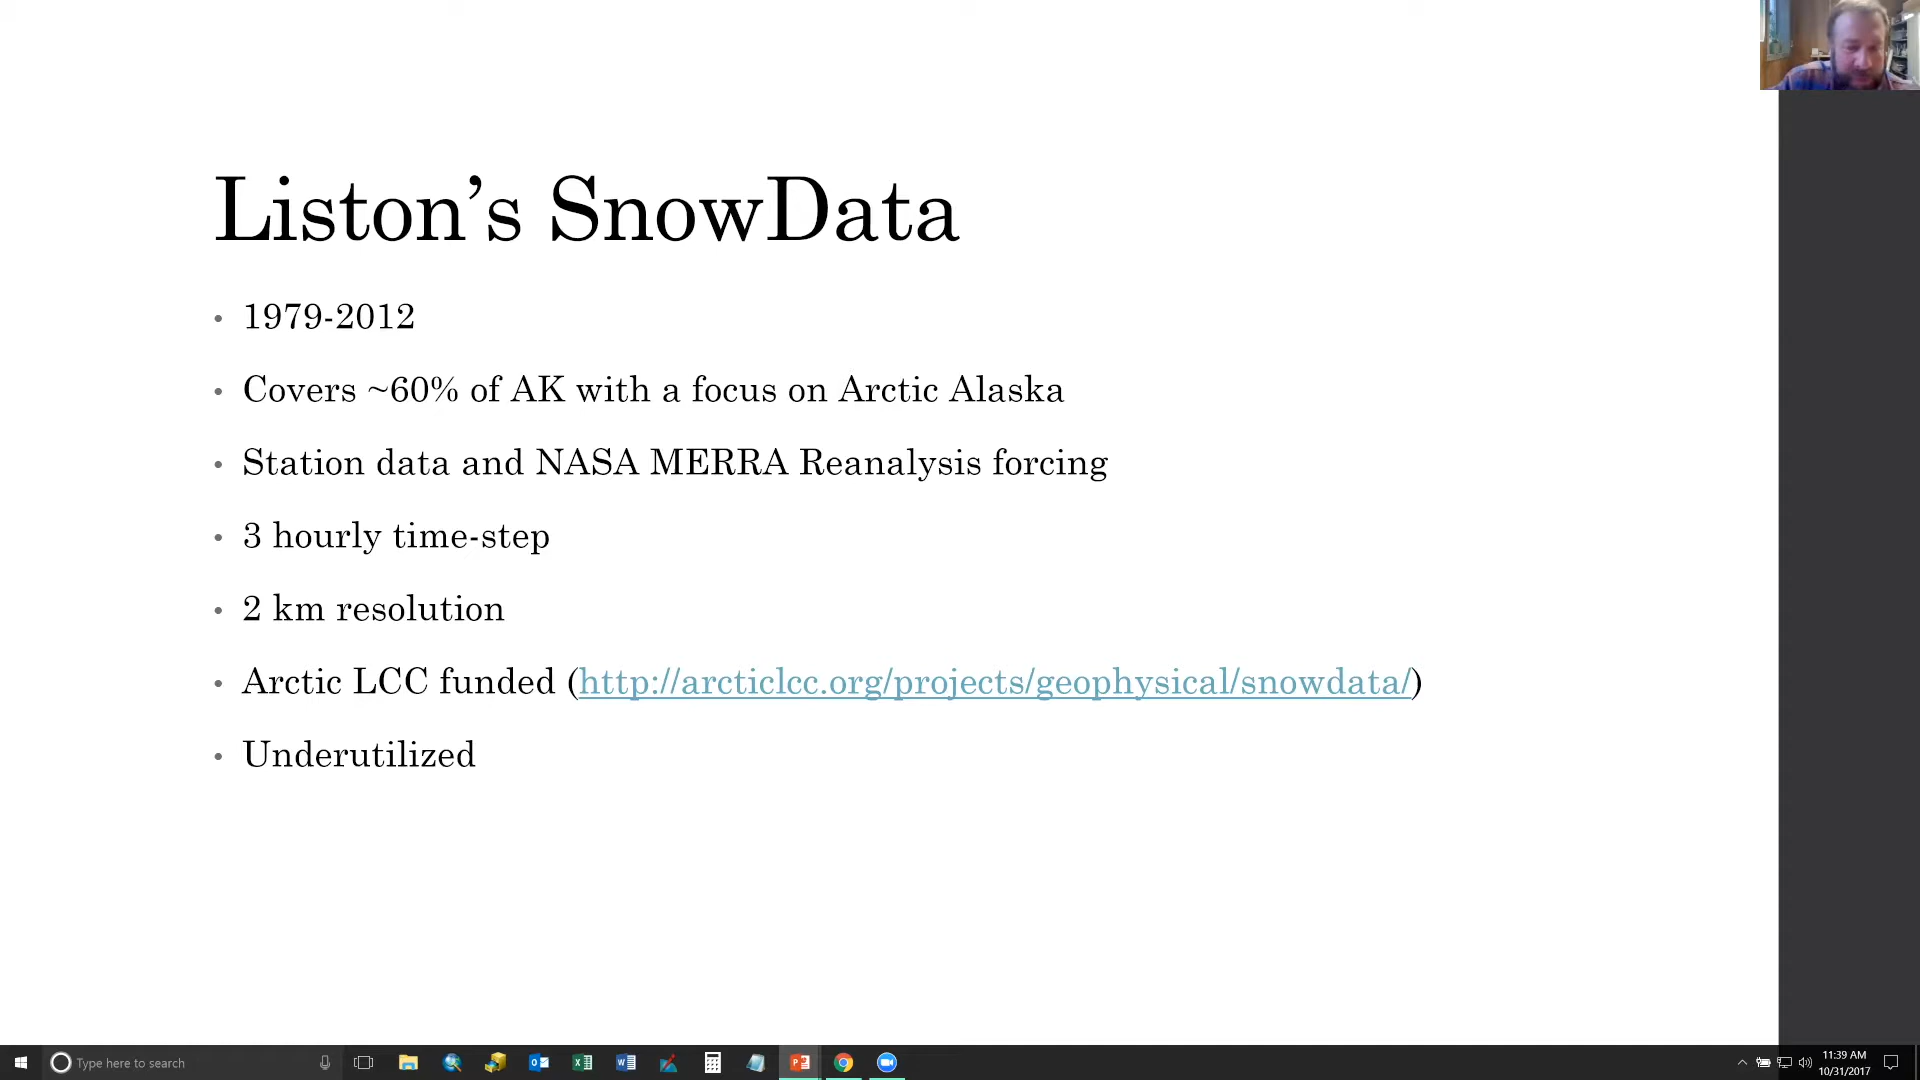 Liston’s SnowData
• 1979-2012
• Covers ~60% of AK with a focus on Arctic Alaska
• Station data and NASA MERRA Reanalysis forcing
• 3 hourly time-step
• 2 km resolution
• Arctic LCC funded (http://arcticlcc.org/projects/geophysical/snowdata/)
• Underutilized
Type here to search
11:39 AM
10/31/2017